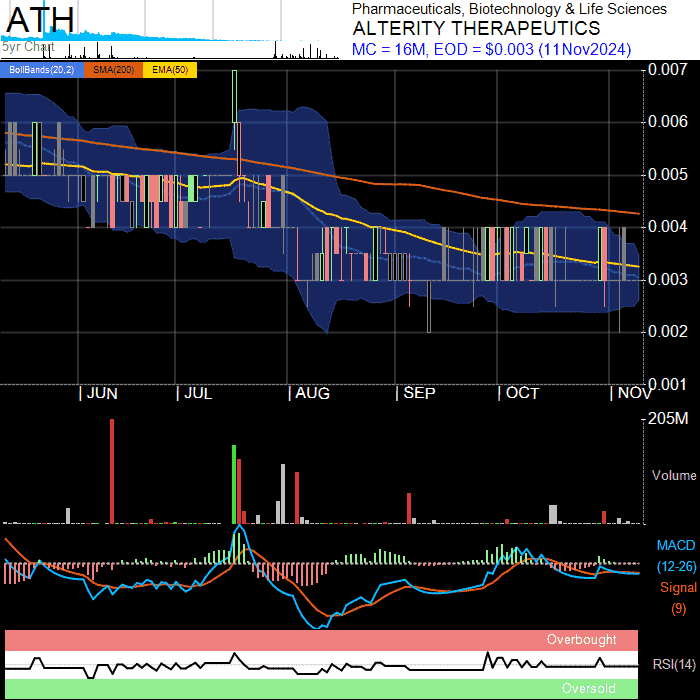 ATH
5yr Chart
Pharmaceuticals, Biotechnology & Life Sciences
ALTERITY THERAPEUTICS
MC = 16M, EOD = $0.003 (11Nov2024)
BollBands(20,2) SMA(200) EMA(50)
0.007
0.006
0.005
0.004
0.003
0.002
0.001
JUN JUL AUG SEP OCT NOV
205M
Volume
MACD
(12-26)
Signal
(9)
Overbought
RSI(14)
Oversold